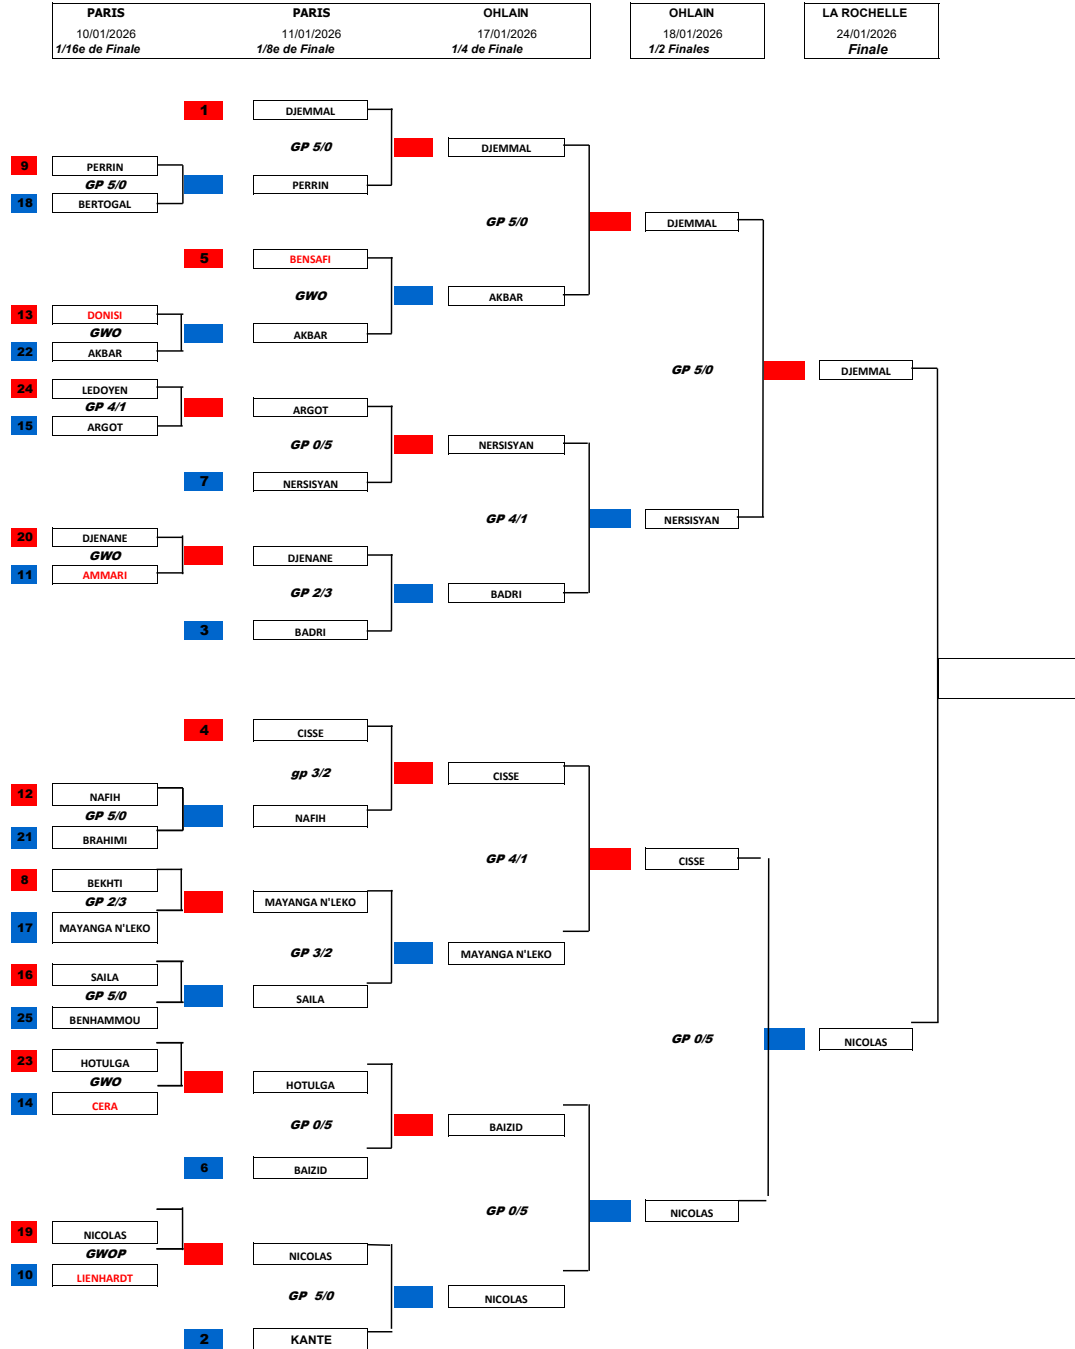 PARIS PARIS OHLAIN OHLAIN LA ROCHELLE
10/01/2026 11/01/2026 17/01/2026 18/01/2026 24/01/2026
1/16e de Finale 1/8e de Finale 1/4 de Finale 1/2 Finales Finale
1 DJEMMAL
GP 5/0 DJEMMAL
9 PERRIN
GP 5/0 PERRIN
18 BERTOGAL
GP 5/0 DJEMMAL
5 BENSAFI
GWO AKBAR
13 DONISI
GWO AKBAR
22 AKBAR
GP 5/0 DJEMMAL
24 LEDOYEN
GP 4/1 ARGOT
15 ARGOT
GP 0/5 NERSISYAN
7 NERSISYAN
GP 4/1 NERSISYAN
20 DJENANE
GWO DJENANE
11 AMMARI
GP 2/3 BADRI
3 BADRI
4 CISSE
gp 3/2 CISSE
12 NAFIH
GP 5/0 NAFIH
21 BRAHIMI
GP 4/1 CISSE
8 BEKHTI
GP 2/3 MAYANGA N'LEKO
17 MAYANGA N'LEKO
GP 3/2 MAYANGA N'LEKO
16 SAILA
GP 5/0 SAILA
25 BENHAMMOU
GP 0/5 NICOLAS
23 HOTULGA
GWO HOTULGA
14 CERA
GP 0/5 BAIZID
6 BAIZID
GP 0/5 NICOLAS
19 NICOLAS
GWOP NICOLAS
10 LIENHARDT
GP 5/0 NICOLAS
2 KANTE